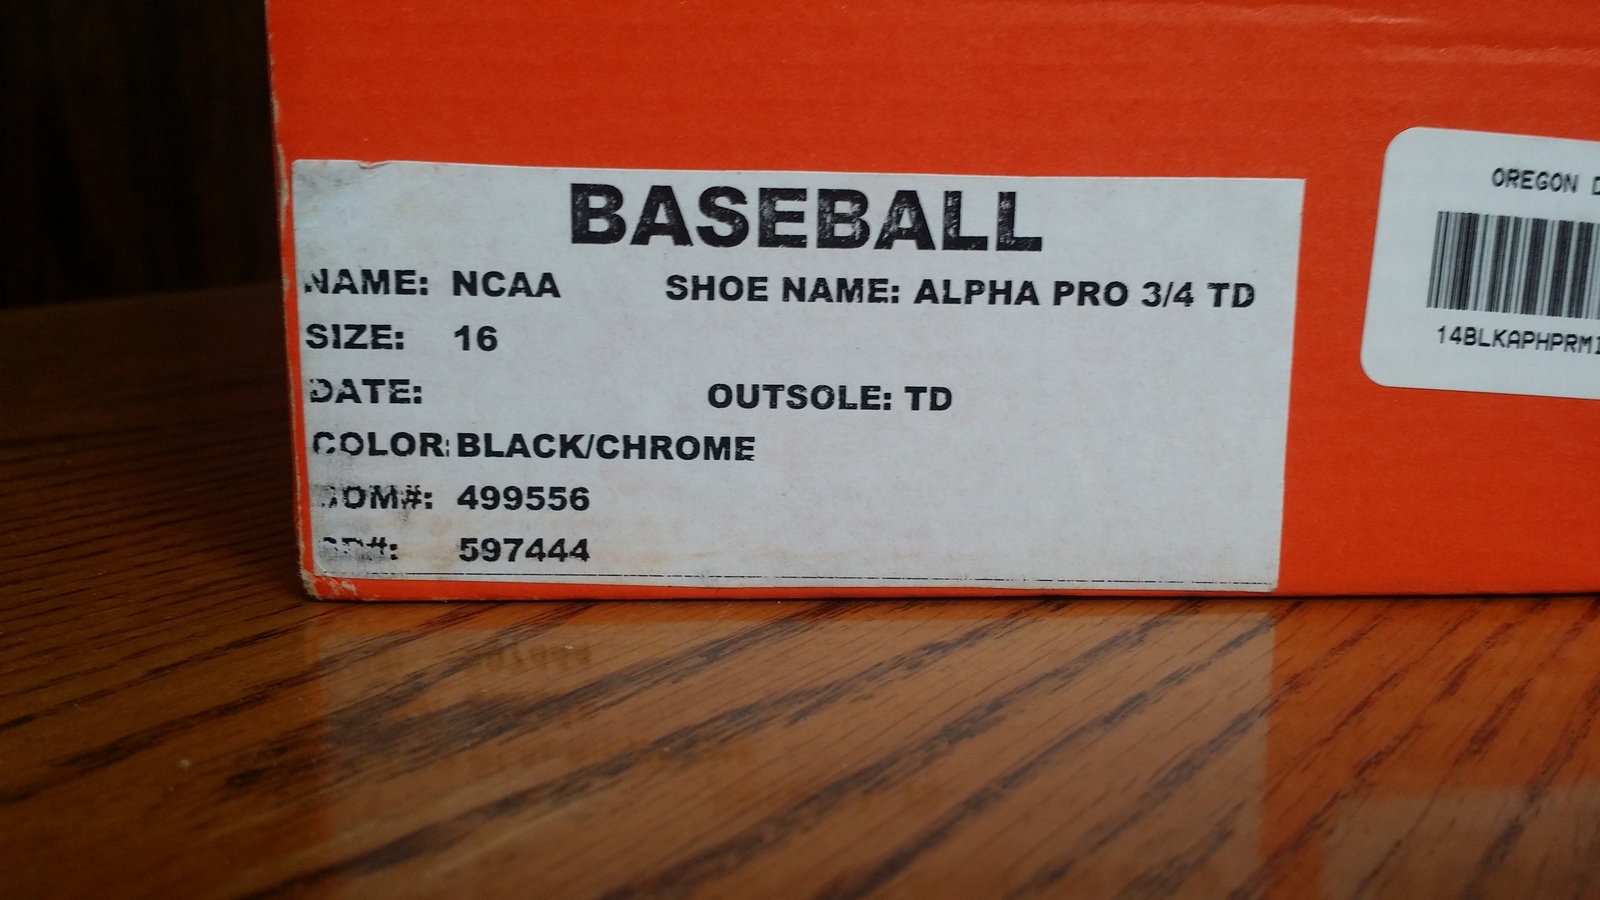 BASEBALL
NAME: NCAA SHOE NAME: ALPHA PRO 3/4 TD
SIZE: 16
DATE: OUTSOLE: TD
COLOR: BLACK/CHROME
499556
597444
OREGON
14BLKAPHPRM